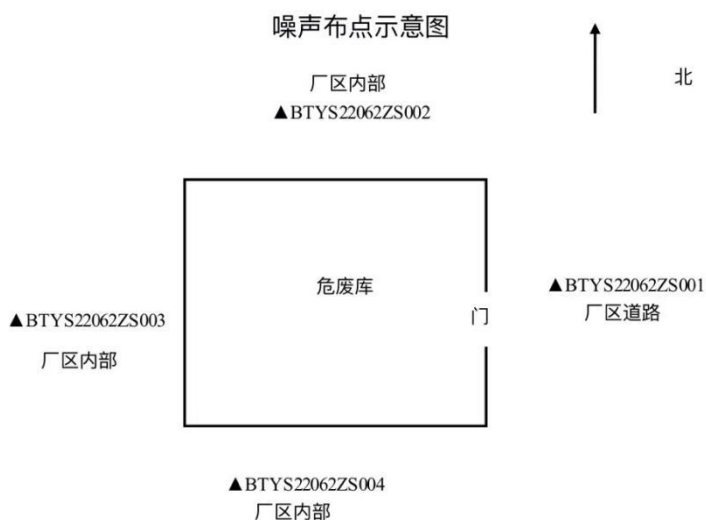 噪声布点示意图
北
厂区内部
▲BTYS22062ZS002
危废库
▲BTYS22062ZS001
厂区道路
门
▲BTYS22062ZS003
厂区内部
▲BTYS22062ZS004
厂区内部